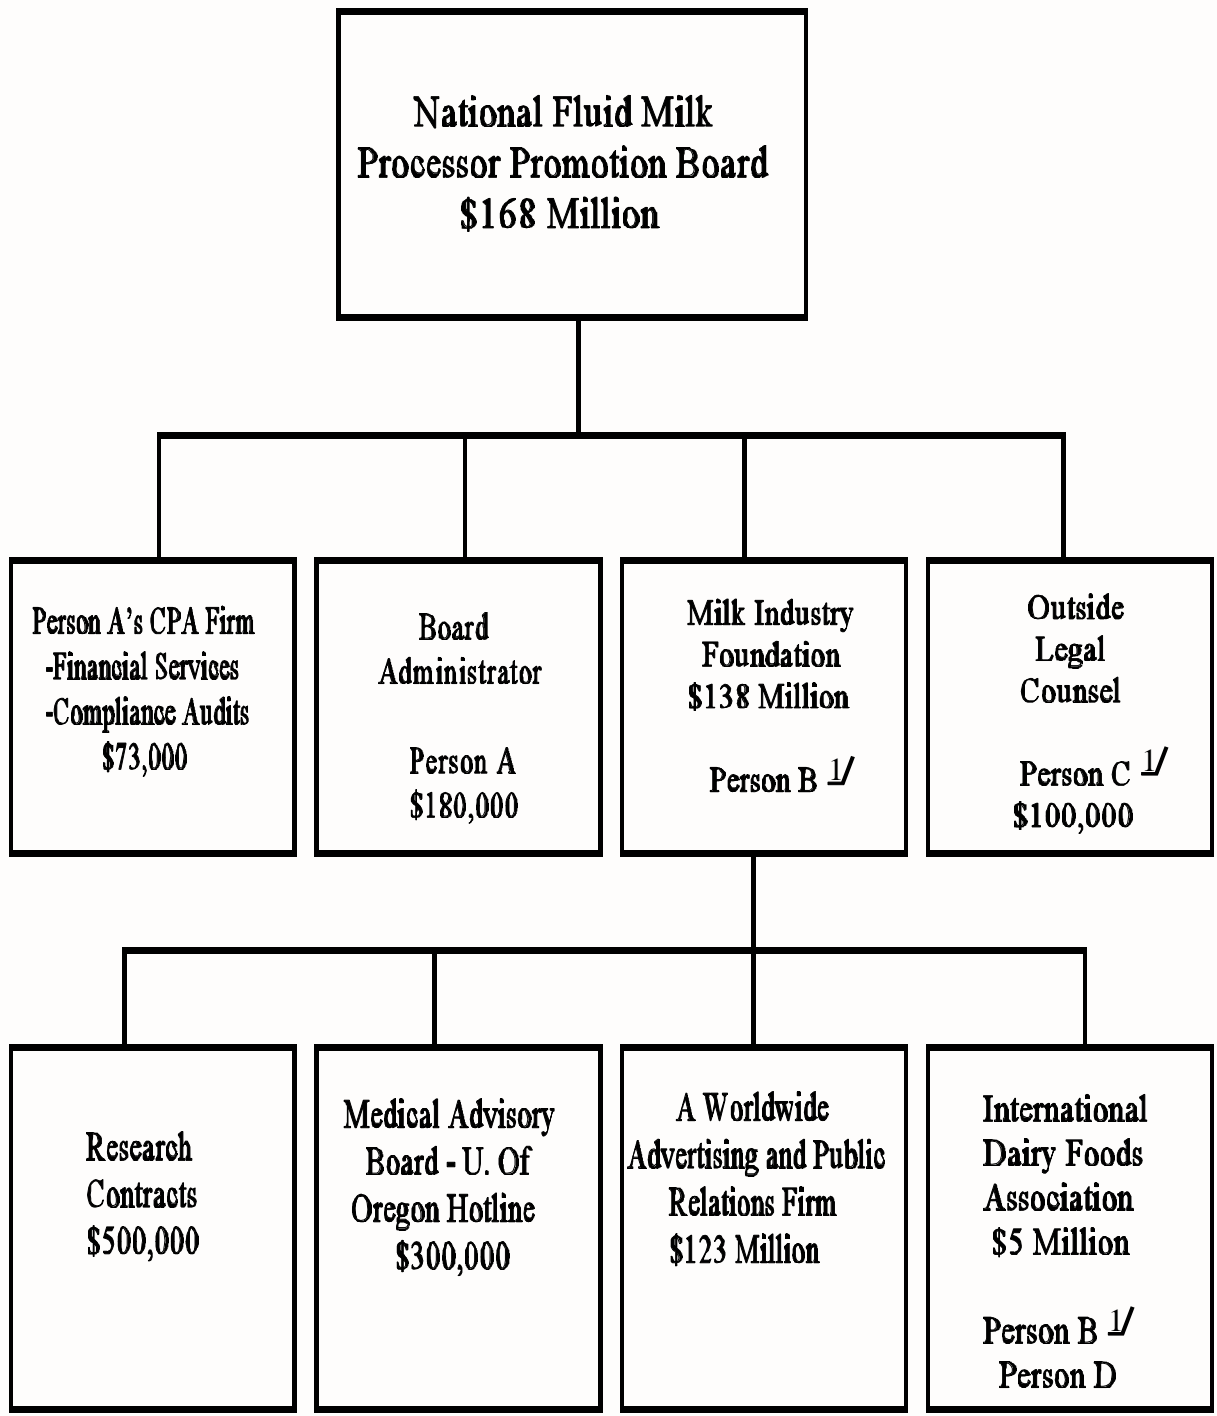 National Fluid Milk
Processor Promotion Board
$168 Million
Person A's CPA Firm
-Financial Services
-Compliance Audits
$73,000
Board
Administrator
Person A
$180,000
Milk Industry
Foundation
$138 Million
Person B 1/
Outside
Legal
Counsel
Person C 1/
$100,000
Research
Contracts
$500,000
Medical Advisory
Board - U. Of
Oregon Hotline
$300,000
A Worldwide
Advertising and Public
Relations Firm
$123 Million
International
Dairy Foods
Association
$5 Million
Person B 1/
Person D